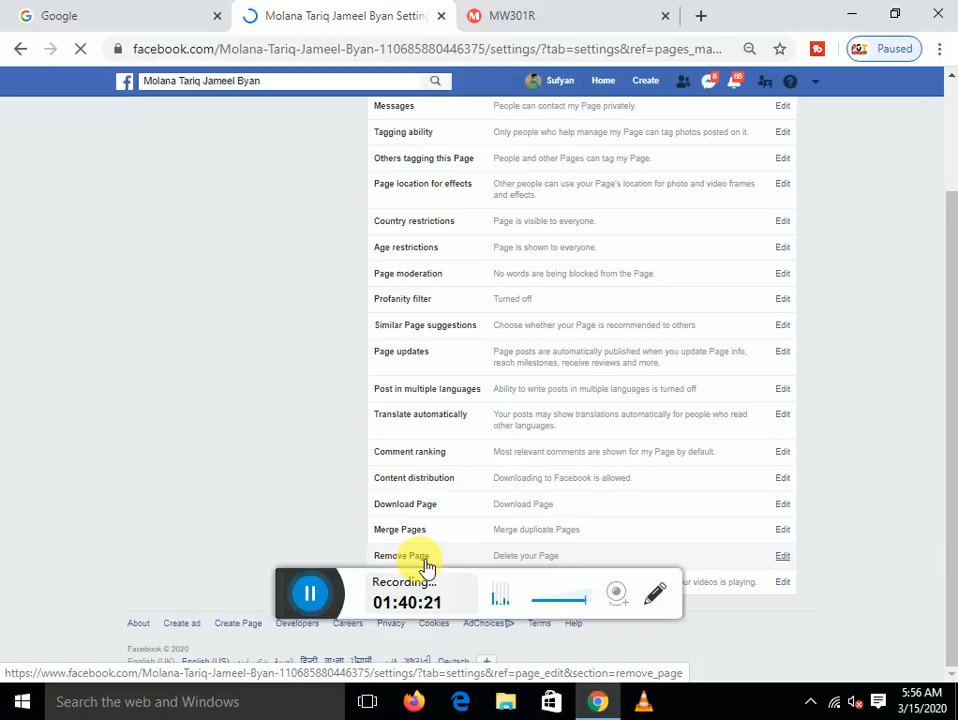 Google
Molana Tariq Jameel Byan Settin
MW301R
facebook.com/Molana-Tariq-Jameel-Byan-110685880446375/settings/?tab=settings&ref=pages_ma...
Paused
Molana Tariq Jameel Byan
Sufyan
Home
Create
8
66
Messages
People can contact my Page privately.
Edit
Tagging ability
Only people who help manage my Page can tag photos posted on it.
Edit
Others tagging this Page
People and other Pages can tag my Page.
Edit
Page location for effects
Other people can use your Page's location for photo and video frames
and effects.
Edit
Country restrictions
Page is visible to everyone.
Edit
Age restrictions
Page is shown to everyone.
Edit
Page moderation
No words are being blocked from the Page.
Edit
Profanity filter
Turned off
Edit
Similar Page suggestions
Choose whether your Page is recommended to others
Edit
Page updates
Page posts are automatically published when you update Page info,
reach milestones, receive reviews and more.
Edit
Post in multiple languages
Ability to write posts in multiple languages is turned off
Edit
Translate automatically
Your posts may show translations automatically for people who read
other languages.
Edit
Comment ranking
Most relevant comments are shown for my Page by default.
Edit
Content distribution
Downloading to Facebook is allowed.
Edit
Download Page
Download Page
Edit
Merge Pages
Merge duplicate Pages
Edit
Remove Page
Delete your Page
Edit
your videos is playing.
Edit
Recording...
01:40:21
About
Create ad
Create Page
Developers
Careers
Privacy
Cookies
AdChoices
Terms
Help
Facebook © 2020
English (UK)
English (US)
اردو
हिन्दी
বাংলা
ਪੰਜਾਬੀ
Deutsch
https://www.facebook.com/Molana-Tariq-Jameel-Byan-110685880446375/settings/?tab=settings&ref=page_edit&section=remove_page
Search the web and Windows
5:56 AM
3/15/2020